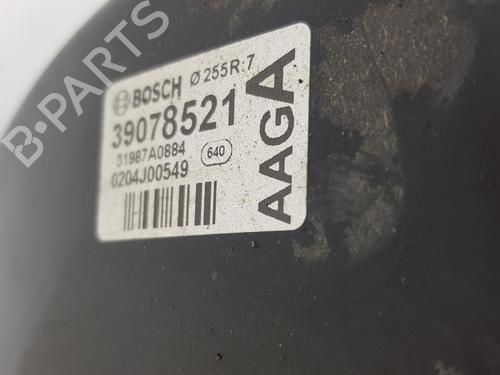 BOSCH Ø 255R:7
39078521
31987A0884 640
0204J00549
AAGA
B-PARTS